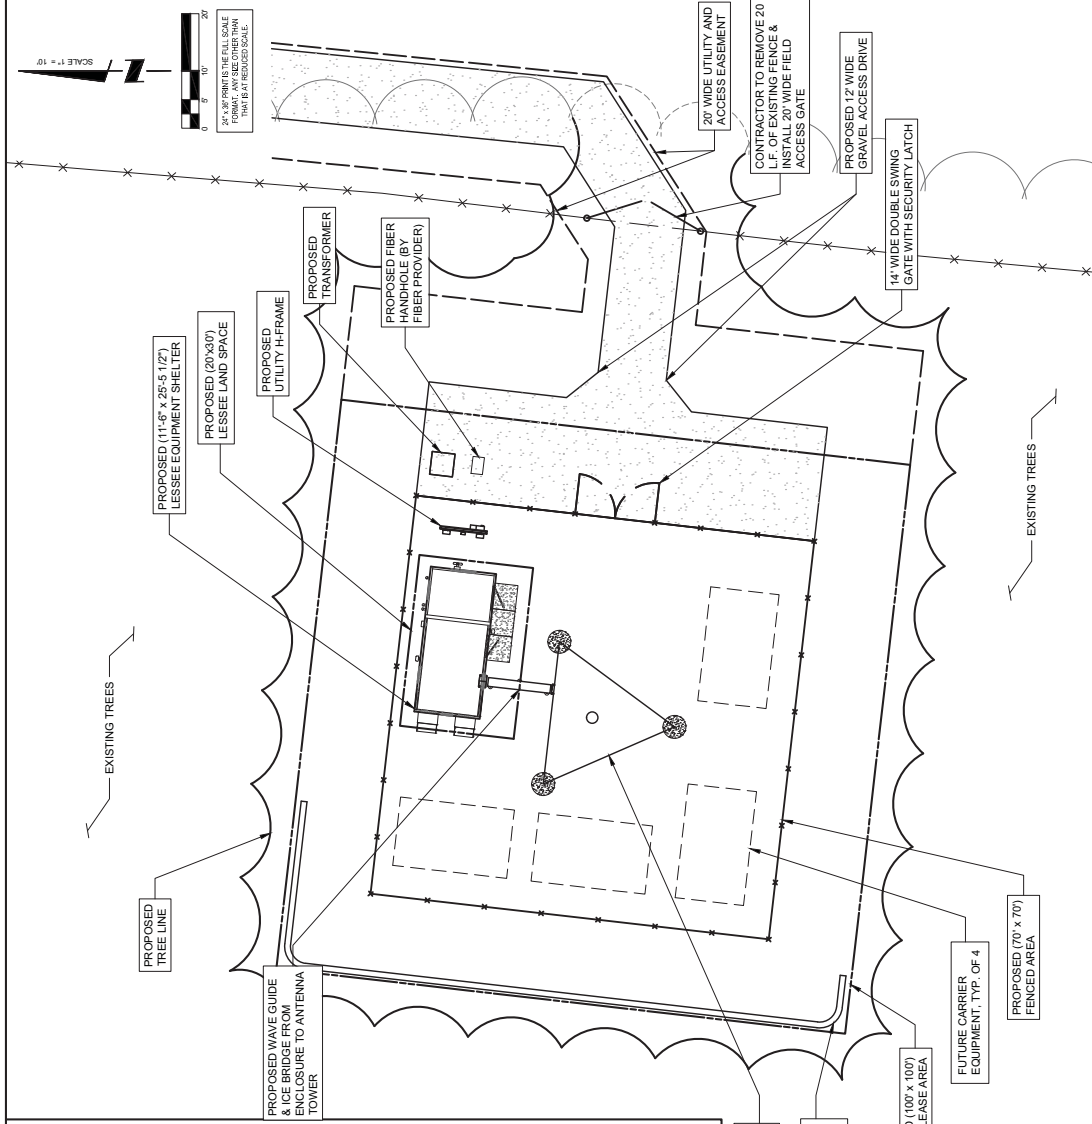 SCALE 1" = 10'
N
0
5'
10'
20'
24" x 36" PRINT IS THE FULL SCALE
FORMAT. ANY SIZE OTHER THAN
THAT IS AT REDUCED SCALE.
20' WIDE UTILITY AND
ACCESS EASEMENT
CONTRACTOR TO REMOVE 20
L.F. OF EXISTING FENCE &
INSTALL 20' WIDE FIELD
ACCESS GATE
PROPOSED 12' WIDE
GRAVEL ACCESS DRIVE
14' WIDE DOUBLE SWING
GATE WITH SECURITY LATCH
PROPOSED
TRANSFORMER
PROPOSED FIBER
HANDHOLE (BY
FIBER PROVIDER)
PROPOSED
UTILITY H-FRAME
PROPOSED (20'x30')
LESSEE LAND SPACE
PROPOSED (11'-6" x 25'-5 1/2")
LESSEE EQUIPMENT SHELTER
EXISTING TREES
EXISTING TREES
PROPOSED
TREE LINE
PROPOSED WAVE GUIDE
& ICE BRIDGE FROM
ENCLOSURE TO ANTENNA
TOWER
(100' x 100')
LEASE AREA
FUTURE CARRIER
EQUIPMENT, TYP. OF 4
PROPOSED (70' x 70')
FENCED AREA